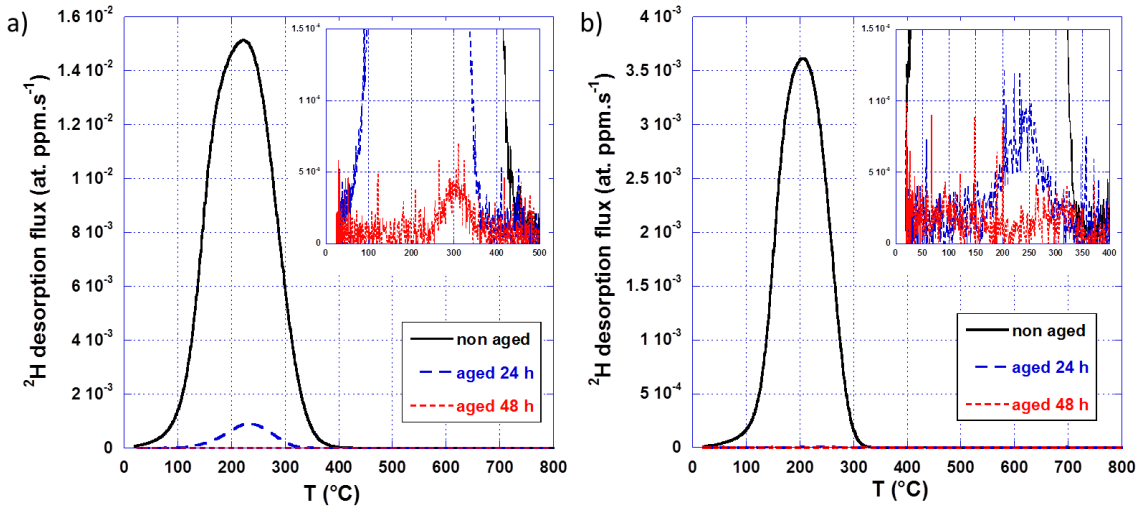 a)
²H desorption flux (at. ppm.s⁻¹)
1.6 10⁻²
1.4 10⁻²
1.2 10⁻²
1 10⁻²
8 10⁻³
6 10⁻³
4 10⁻³
2 10⁻³
0
0 100 200 300 400 500 600 700 800
T (°C)
1.5 10⁻⁴
1 10⁻⁴
5 10⁻⁵
0
0 100 200 300 400 500
non aged
aged 24 h
aged 48 h
b)
²H desorption flux (at. ppm.s⁻¹)
4 10⁻³
3.5 10⁻³
3 10⁻³
2.5 10⁻³
2 10⁻³
1.5 10⁻³
1 10⁻³
5 10⁻⁴
0
0 100 200 300 400 500 600 700 800
T (°C)
1.5 10⁻⁴
1 10⁻⁴
0
0 50 100 150 200 250 300 350 400
non aged
aged 24 h
aged 48 h